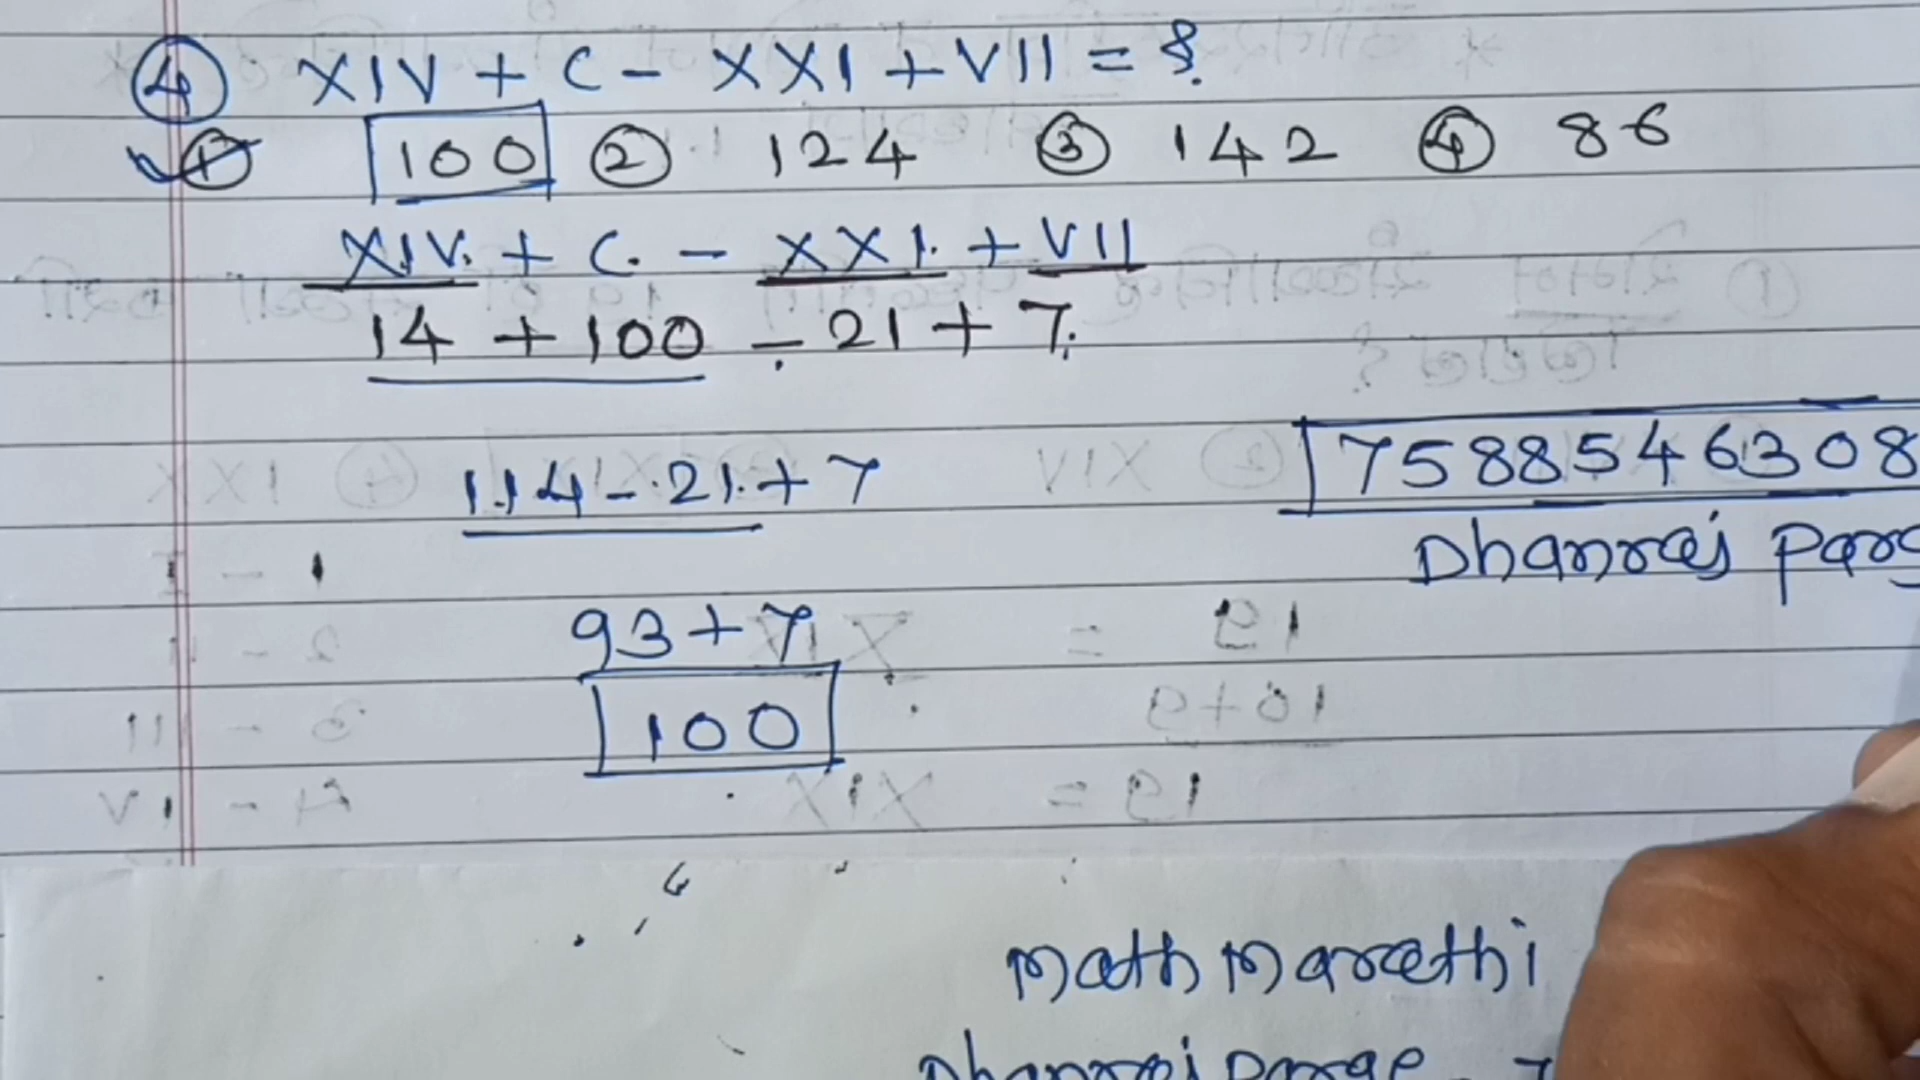 ④ XIV + C - XXI + VII = ?
① 100 ② 124 ③ 142 ④ 86
XIV. + C. - XXI. + VII
14 + 100 - 21 + 7.
114 - 21 + 7
7588546308
Dhanraj
93 + 7
100
Math Marathi